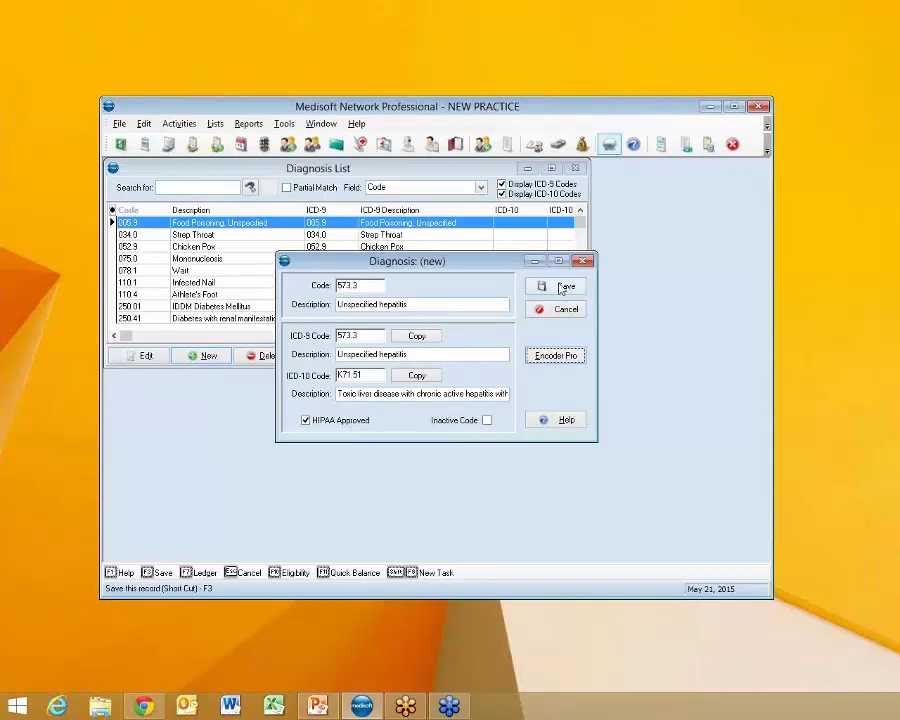 Medisoft Network Professional - NEW PRACTICE
File Edit Activities Lists Reports Tools Window Help
Diagnosis List
Search for: Partial Match Field: Code Display ICD-9 Codes
Display ICD-10 Codes
Code Description ICD-9 ICD-9 Description ICD-10 ICD-10
005.9 Food Poisoning, Unspecified 005.9 Food Poisoning, Unspecified
034.0 Strep Throat 034.0 Strep Throat
052.9 Chicken Pox 052.9 Chicken Pox
075.0 Mononucleosis
078.1 Wart
110.1 Infected Nail
110.4 Athlete's Foot
250.01 IDDM Diabetes Mellitus
250.41 Diabetes with renal manifestatio
Edit New Dele
Diagnosis: (new)
Code: 573.3 Save
Description: Unspecified hepatitis Cancel
ICD-9 Code: 573.3 Copy
Description: Unspecified hepatitis Encoder Pro
ICD-10 Code: K71.51 Copy
Description: Toxic liver disease with chronic active hepatitis with
HIPAA Approved Inactive Code Help
F1 Help F3 Save F7 Ledger Esc Cancel F10 Eligibility F11 Quick Balance Shift F8 New Task
Save this record (Short Cut) - F3 May 21, 2015
medisoft